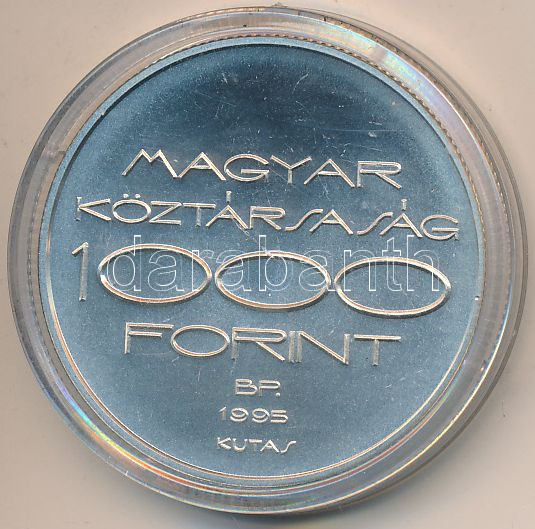 MAGYAR
KÖZTÁRSASÁG
1000
darabanth
FORINT
BP.
1995
KUTAS